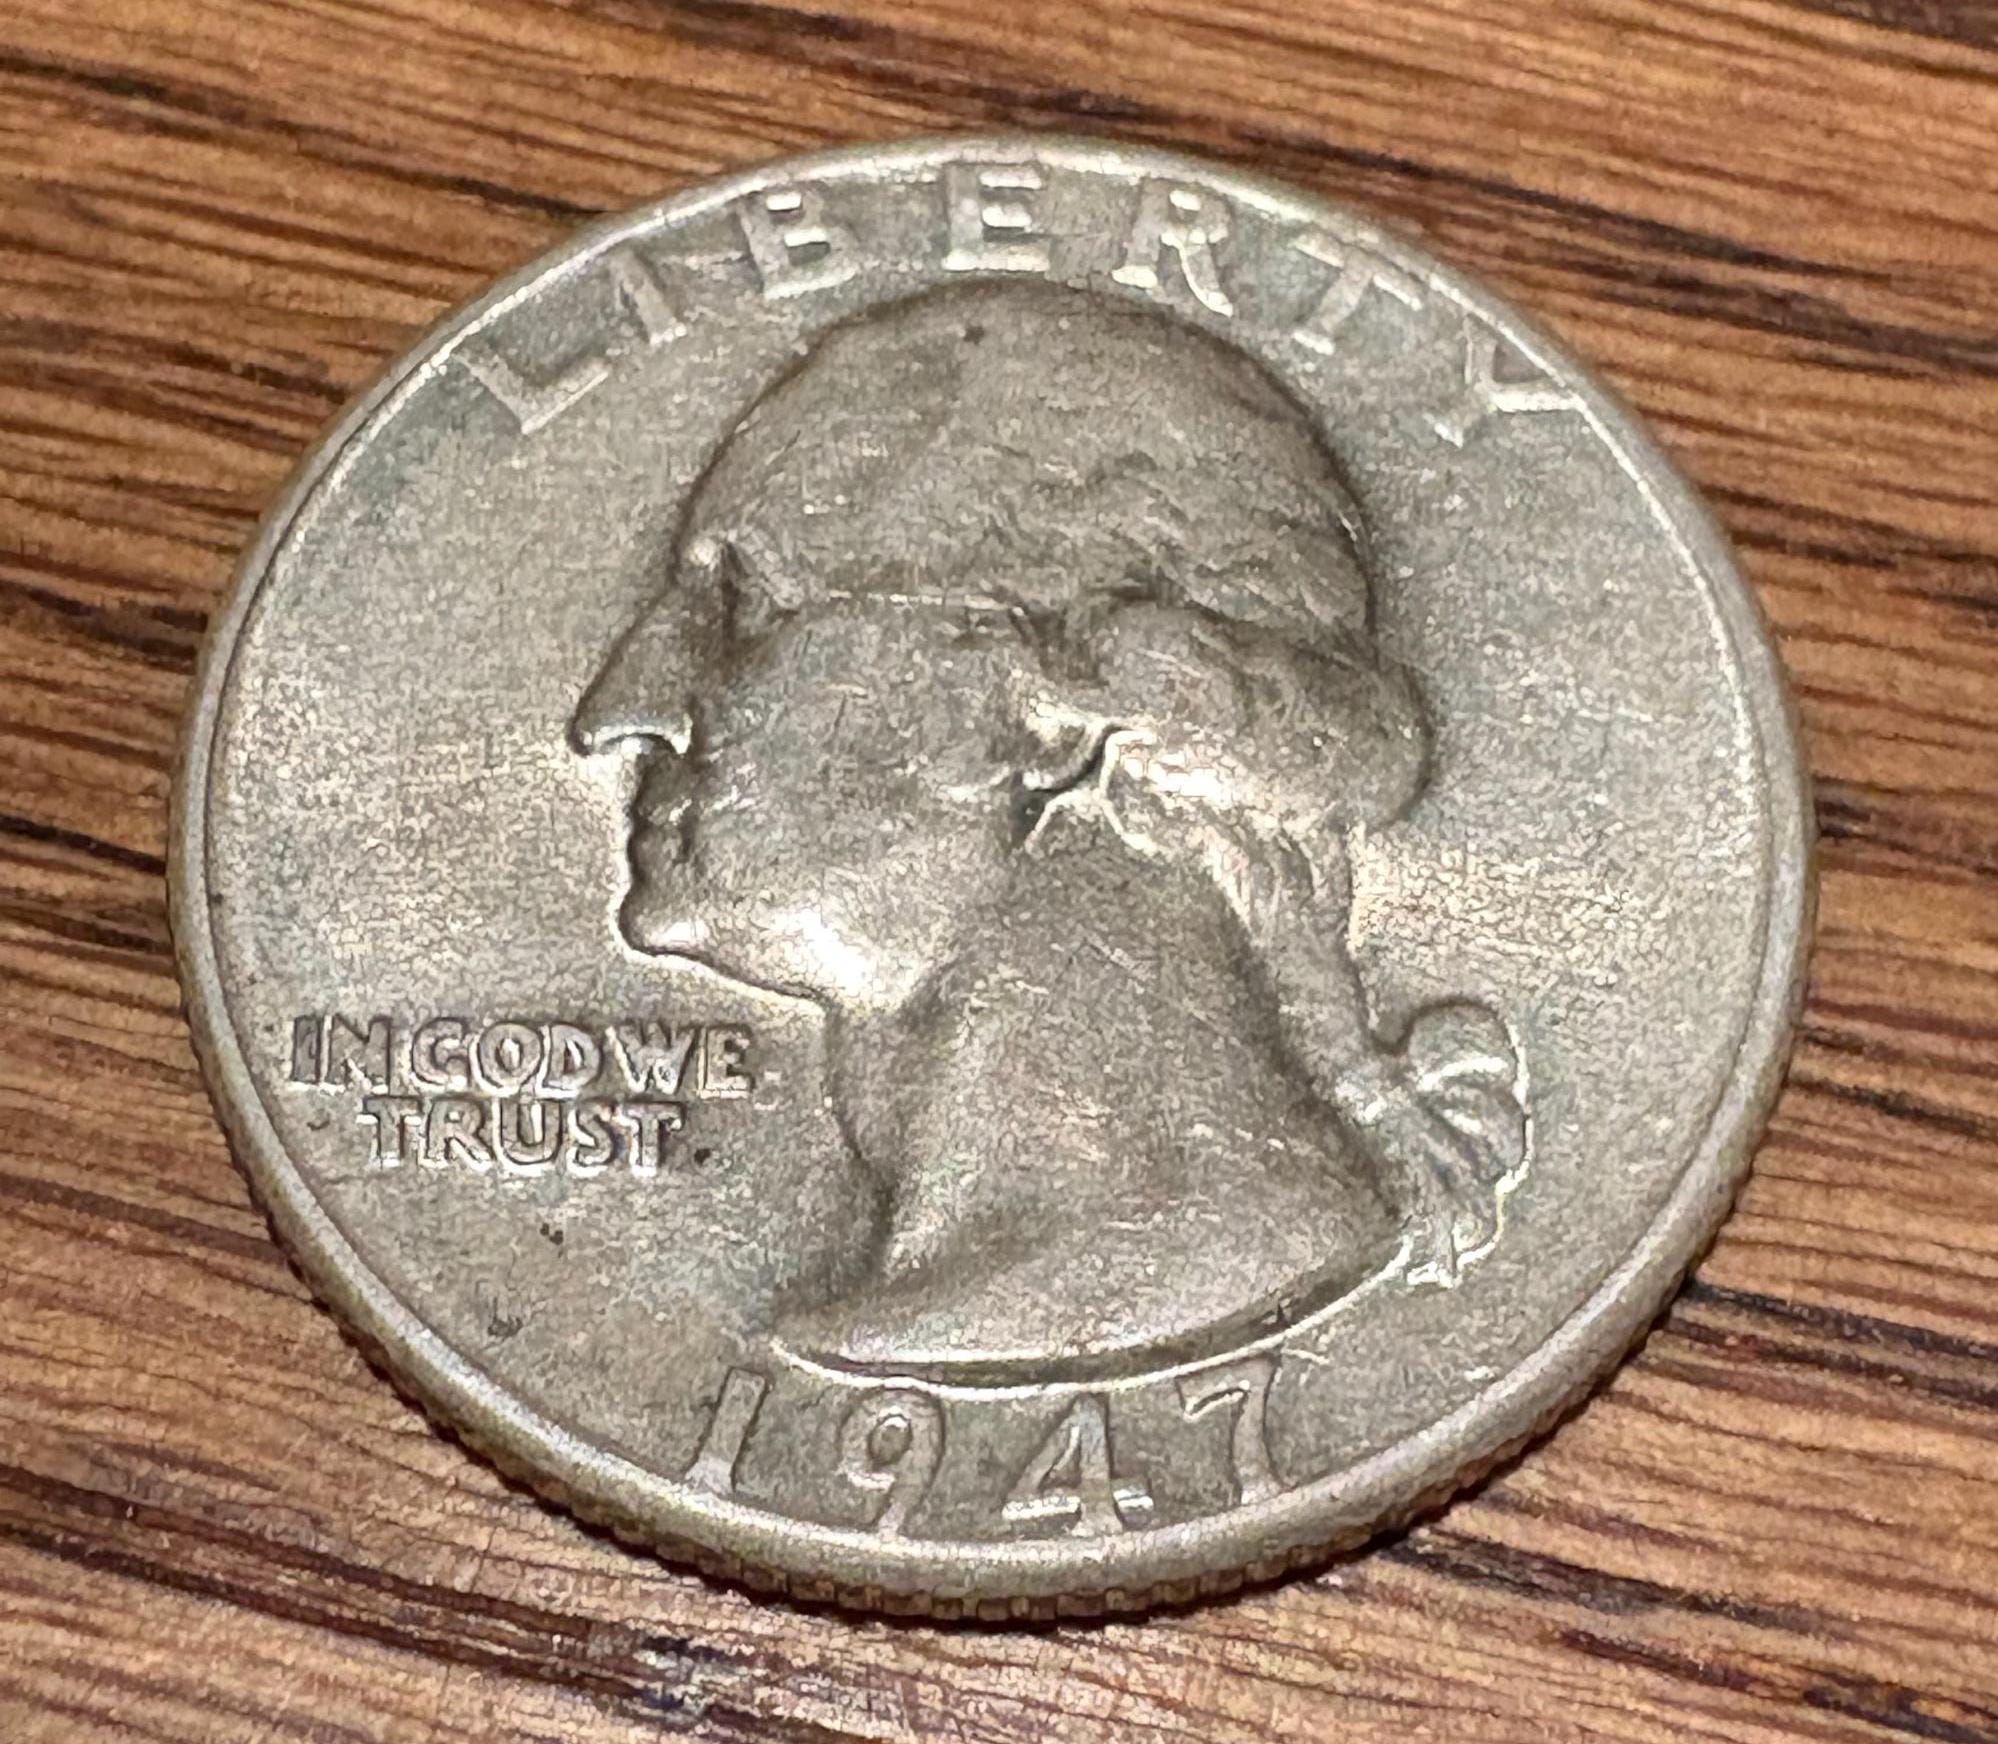 LIBERTY
IN GOD WE
TRUST
1947